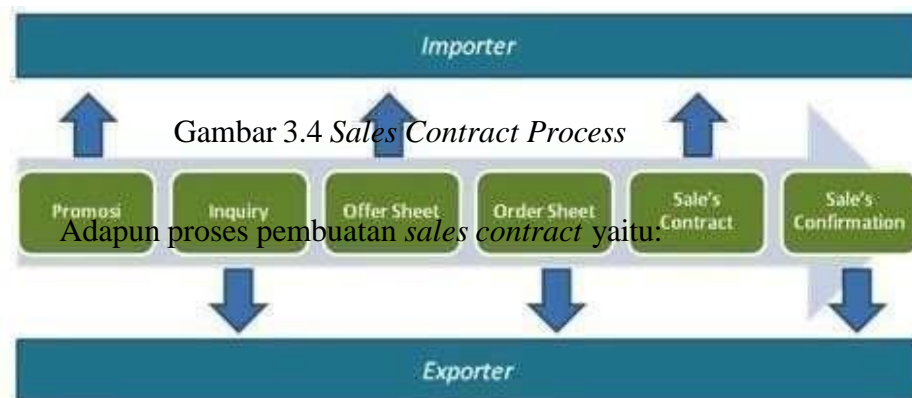 Importer
Gambar 3.4 Sales Contract Process
Promosi
Inquiry
Offer Sheet
Order Sheet
Sale's
Contract
Sale's
Confirmation
Adapun proses pembuatan sales contract yaitu:
Exporter